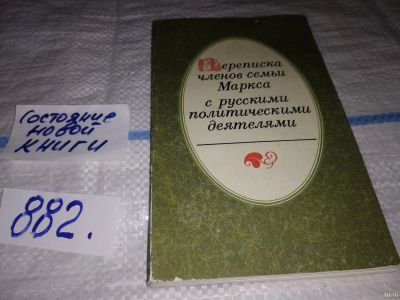 состояние
новой
книги
882.
Переписка
членов семьи
Маркса
с русскими
политическими
деятелями